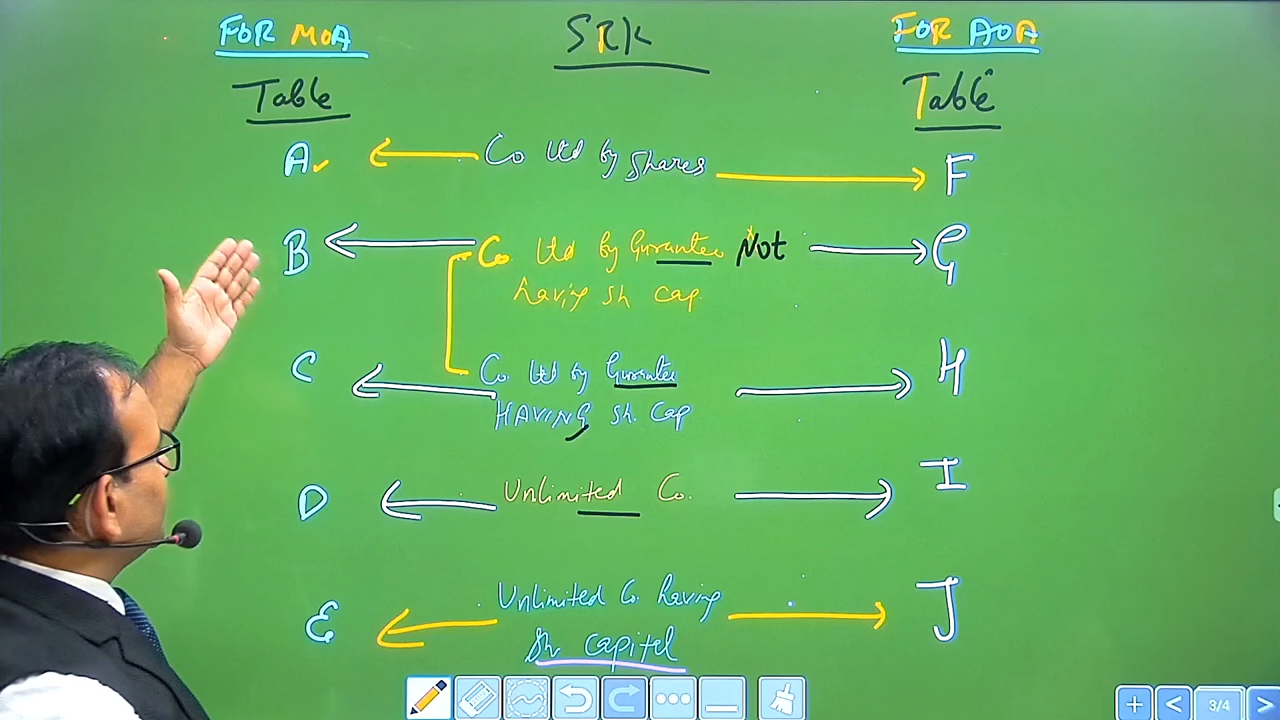 FOR MOA SRK FOR AOA
Table Table
A Co Ltd by Shares F
B Co. Ltd by Gurantee Not G
having sh cap.
C Co. Ltd by Gurantee H
HAVING Sh. Cap
D Unlimited Co. I
E Unlimited Co. having J
Sh capital
3/4